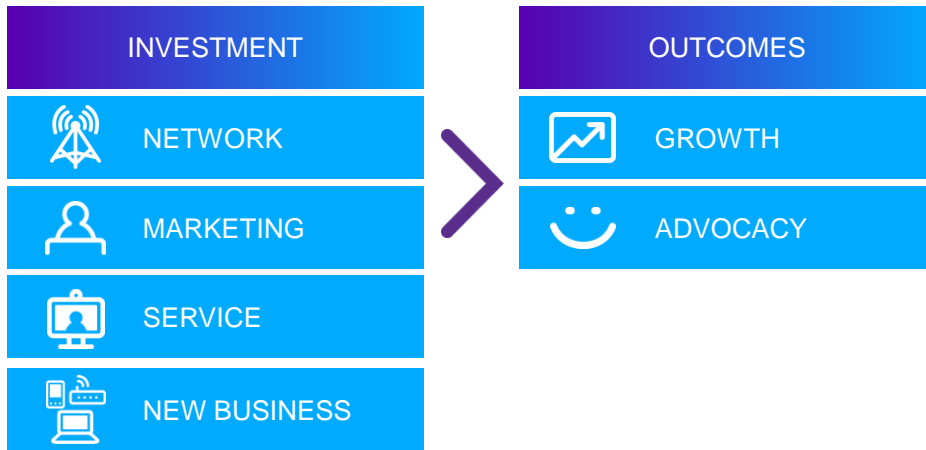 INVESTMENT
NETWORK
MARKETING
SERVICE
NEW BUSINESS
OUTCOMES
GROWTH
ADVOCACY